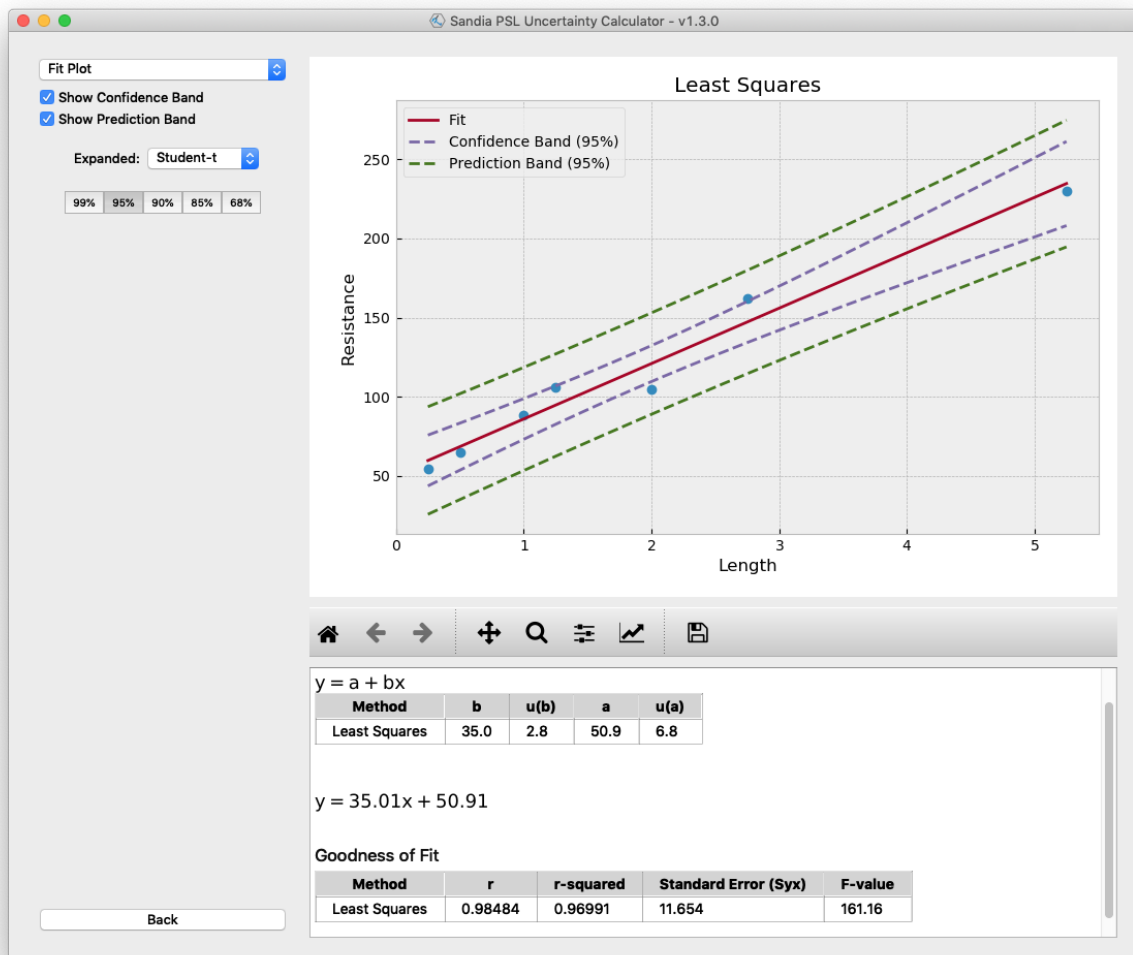 Sandia PSL Uncertainty Calculator - v1.3.0
Fit Plot
Show Confidence Band
Show Prediction Band
Expanded: Student-t
99% 95% 90% 85% 68%
Back
Least Squares
Fit
Confidence Band (95%)
Prediction Band (95%)
Resistance
250
200
150
100
50
0 1 2 3 4 5
Length
y = a + bx
Method b u(b) a u(a)
Least Squares 35.0 2.8 50.9 6.8
y = 35.01x + 50.91
Goodness of Fit
Method r r-squared Standard Error (Syx) F-value
Least Squares 0.98484 0.96991 11.654 161.16